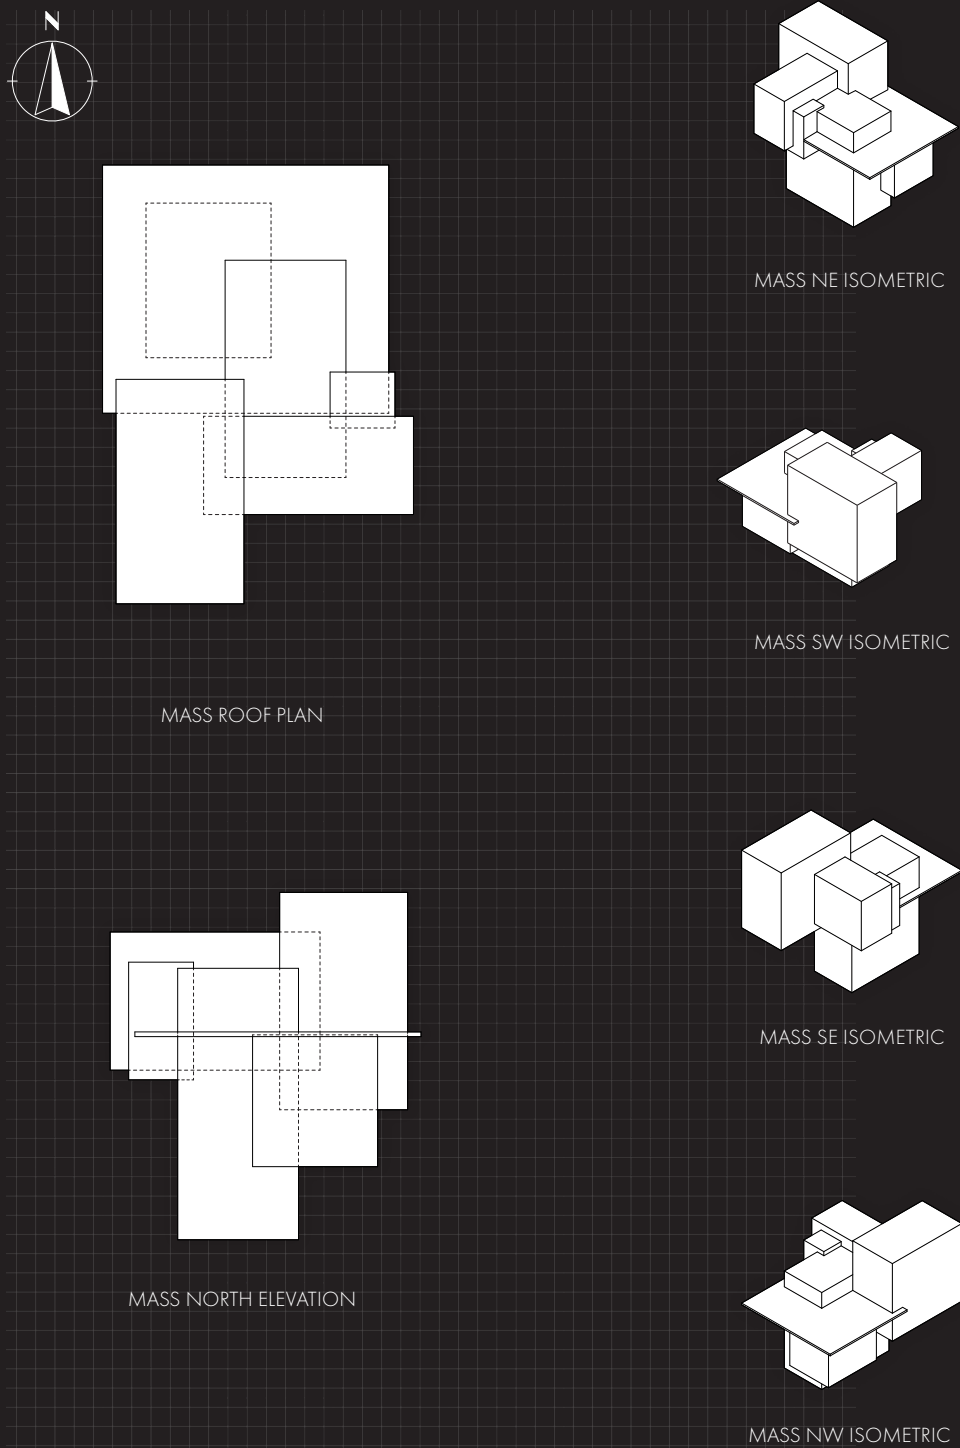 N
MASS NE ISOMETRIC
MASS SW ISOMETRIC
MASS ROOF PLAN
MASS SE ISOMETRIC
MASS NORTH ELEVATION
MASS NW ISOMETRIC